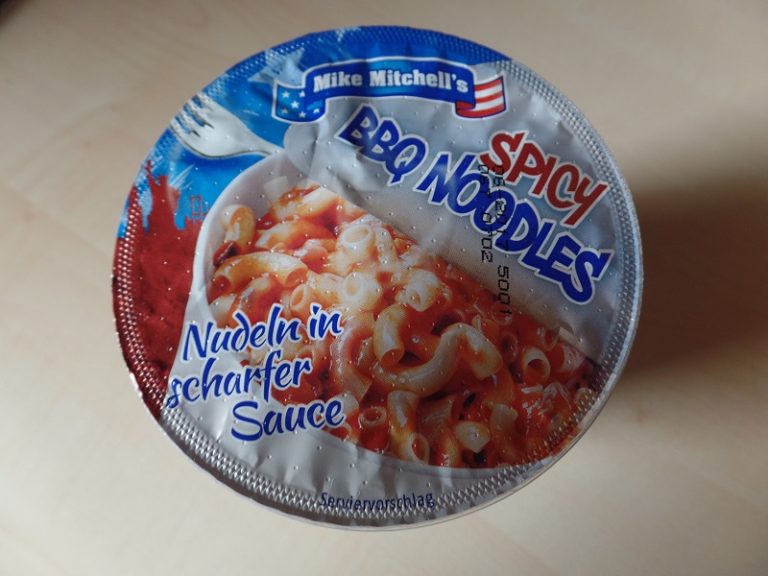 Mike Mitchell's
SPICY
BBQ NOODLES
Nudeln in
scharfer
Sauce
Serviervorschlag